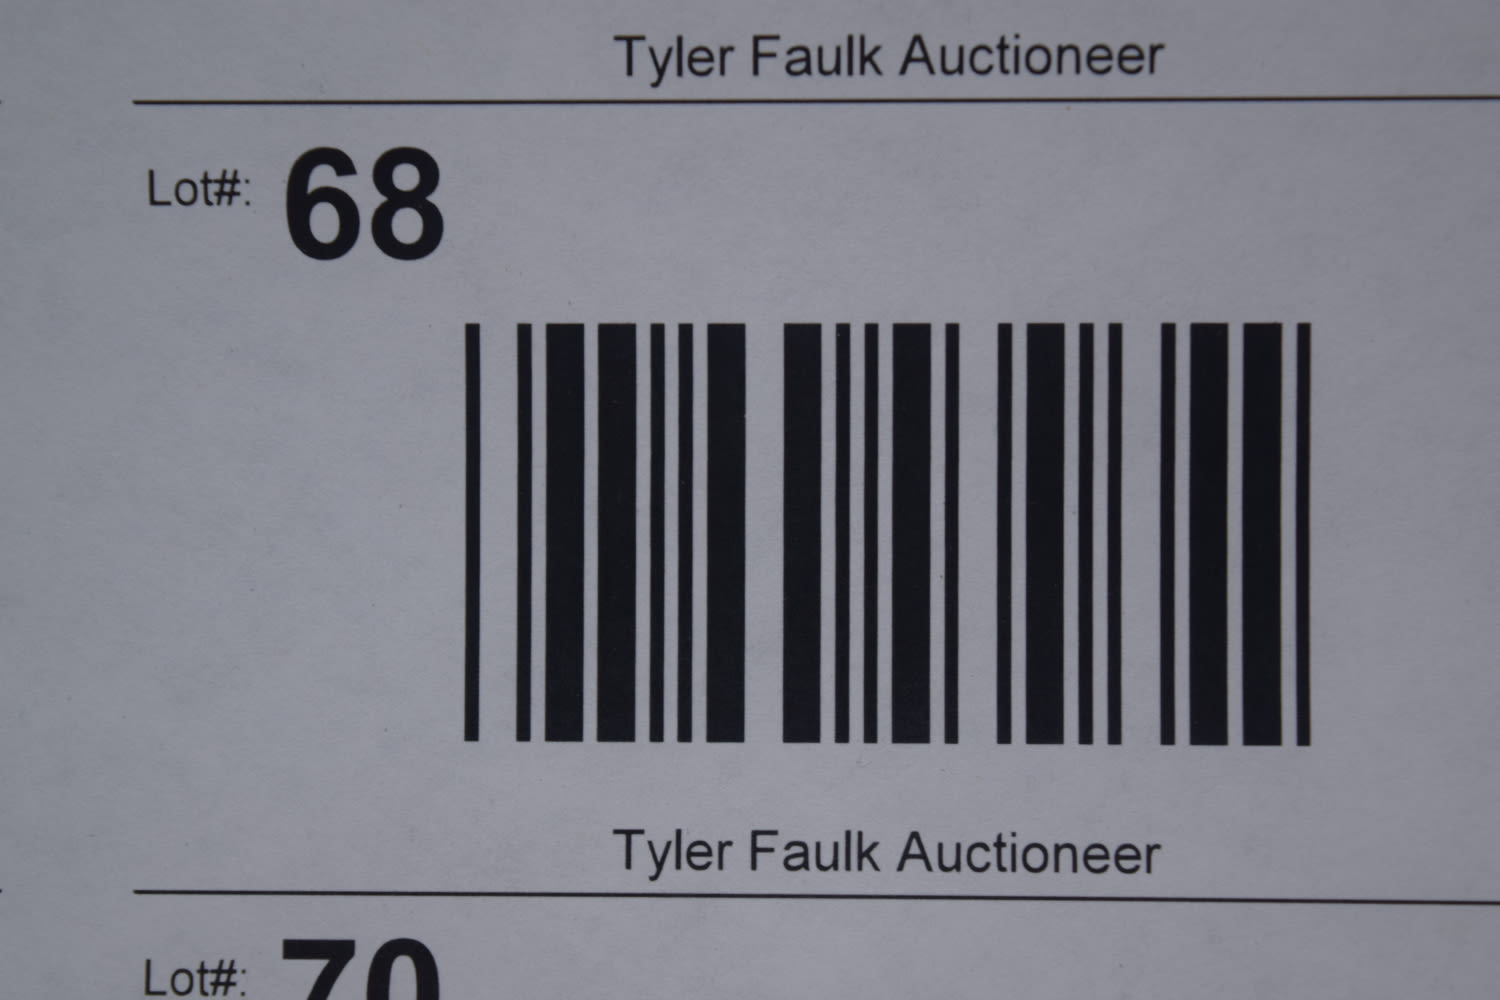 Tyler Faulk Auctioneer
Lot#: 68
Tyler Faulk Auctioneer
Lot#: 70